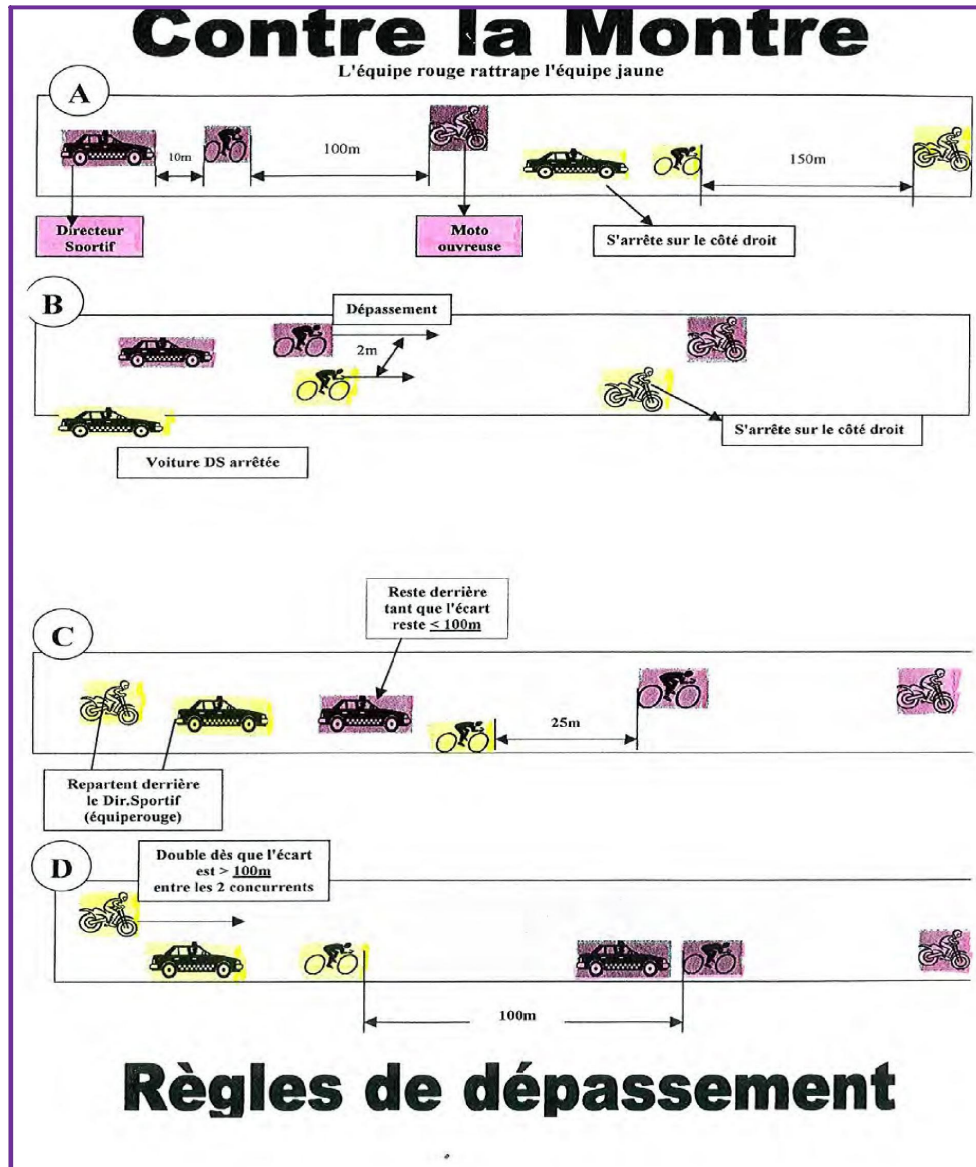 Contre la Montre
L'équipe rouge rattrape l'équipe jaune
A
10m
100m
150m
Directeur
Sportif
Moto
ouvreuse
S'arrête sur le côté droit
B
Dépassement
2m
S'arrête sur le côté droit
Voiture DS arrêtée
Reste derrière
tant que l'écart
reste < 100m
C
25m
Repartent derrière
le Dir.Sportif
(équiperouge)
D
Double dès que l'écart
est > 100m
entre les 2 concurrents
100m
Règles de dépassement